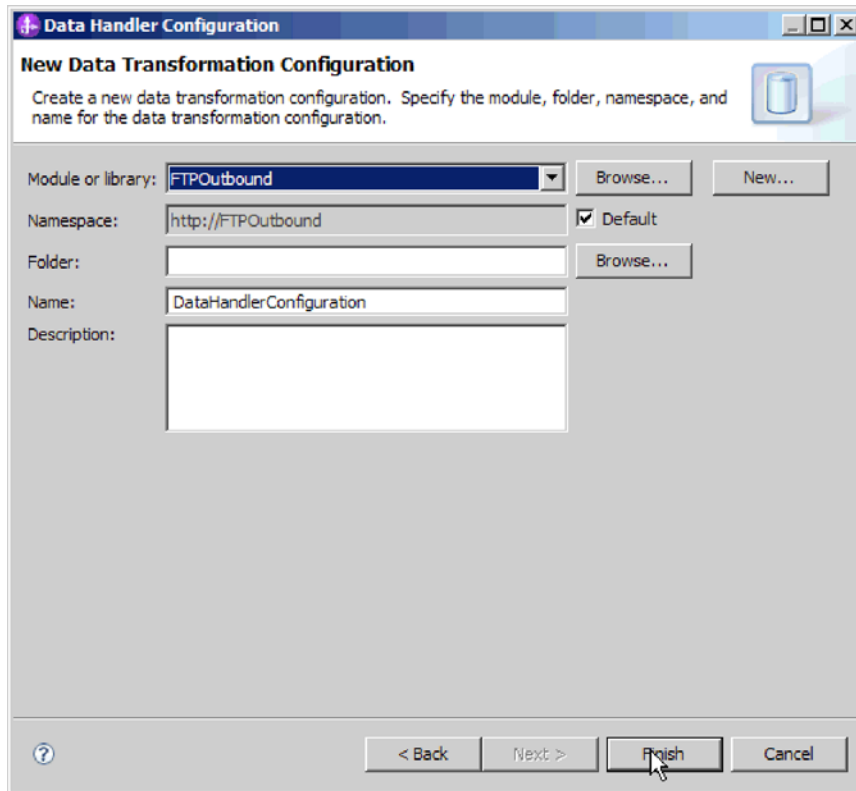 Data Handler Configuration
New Data Transformation Configuration
Create a new data transformation configuration. Specify the module, folder, namespace, and
name for the data transformation configuration.
Module or library: FTPOutbound Browse... New...
Namespace: http://FTPOutbound Default
Folder: Browse...
Name: DataHandlerConfiguration
Description:
? < Back Next > Finish Cancel